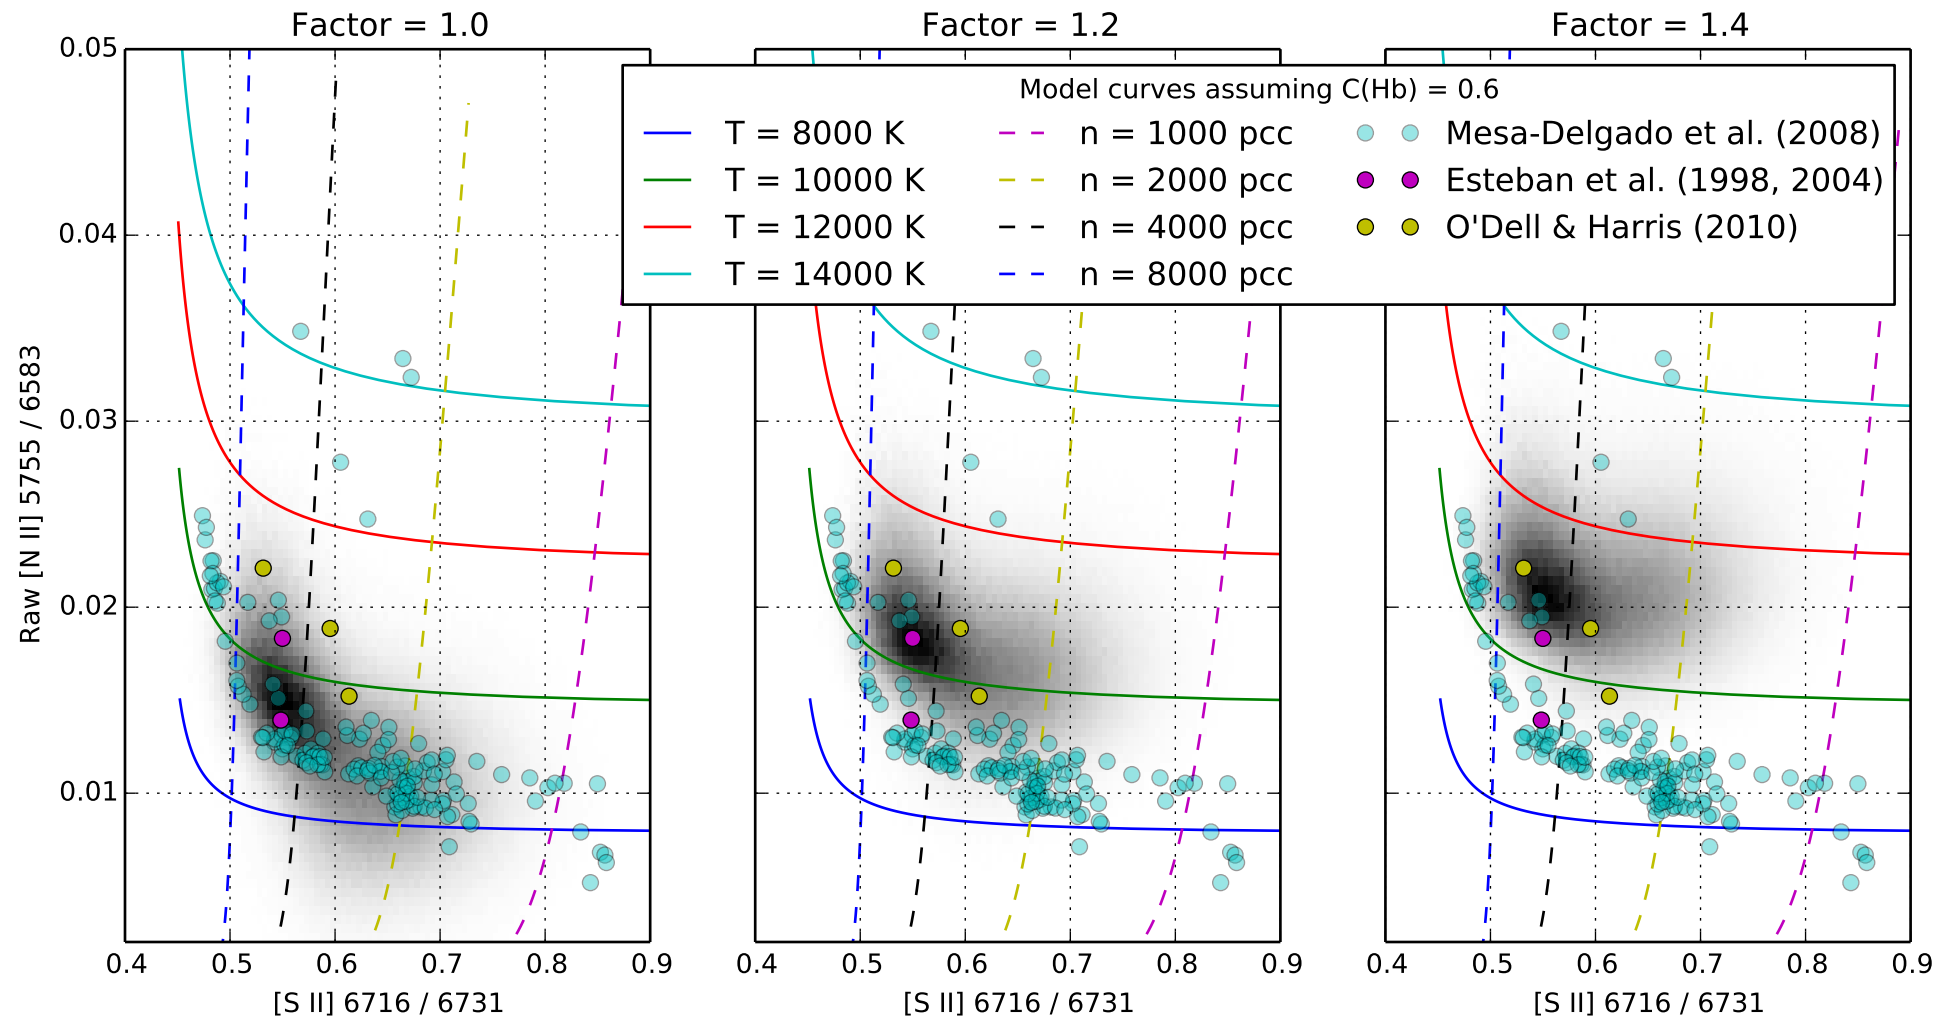 Factor = 1.0
Factor = 1.2
Factor = 1.4
Model curves assuming C(Hb) = 0.6
T = 8000 K
T = 10000 K
T = 12000 K
T = 14000 K
n = 1000 pcc
n = 2000 pcc
n = 4000 pcc
n = 8000 pcc
Mesa-Delgado et al. (2008)
Esteban et al. (1998, 2004)
O'Dell & Harris (2010)
Raw [N II] 5755 / 6583
0.05
0.04
0.03
0.02
0.01
0.4 0.5 0.6 0.7 0.8 0.9
0.4 0.5 0.6 0.7 0.8 0.9
0.4 0.5 0.6 0.7 0.8 0.9
[S II] 6716 / 6731
[S II] 6716 / 6731
[S II] 6716 / 6731